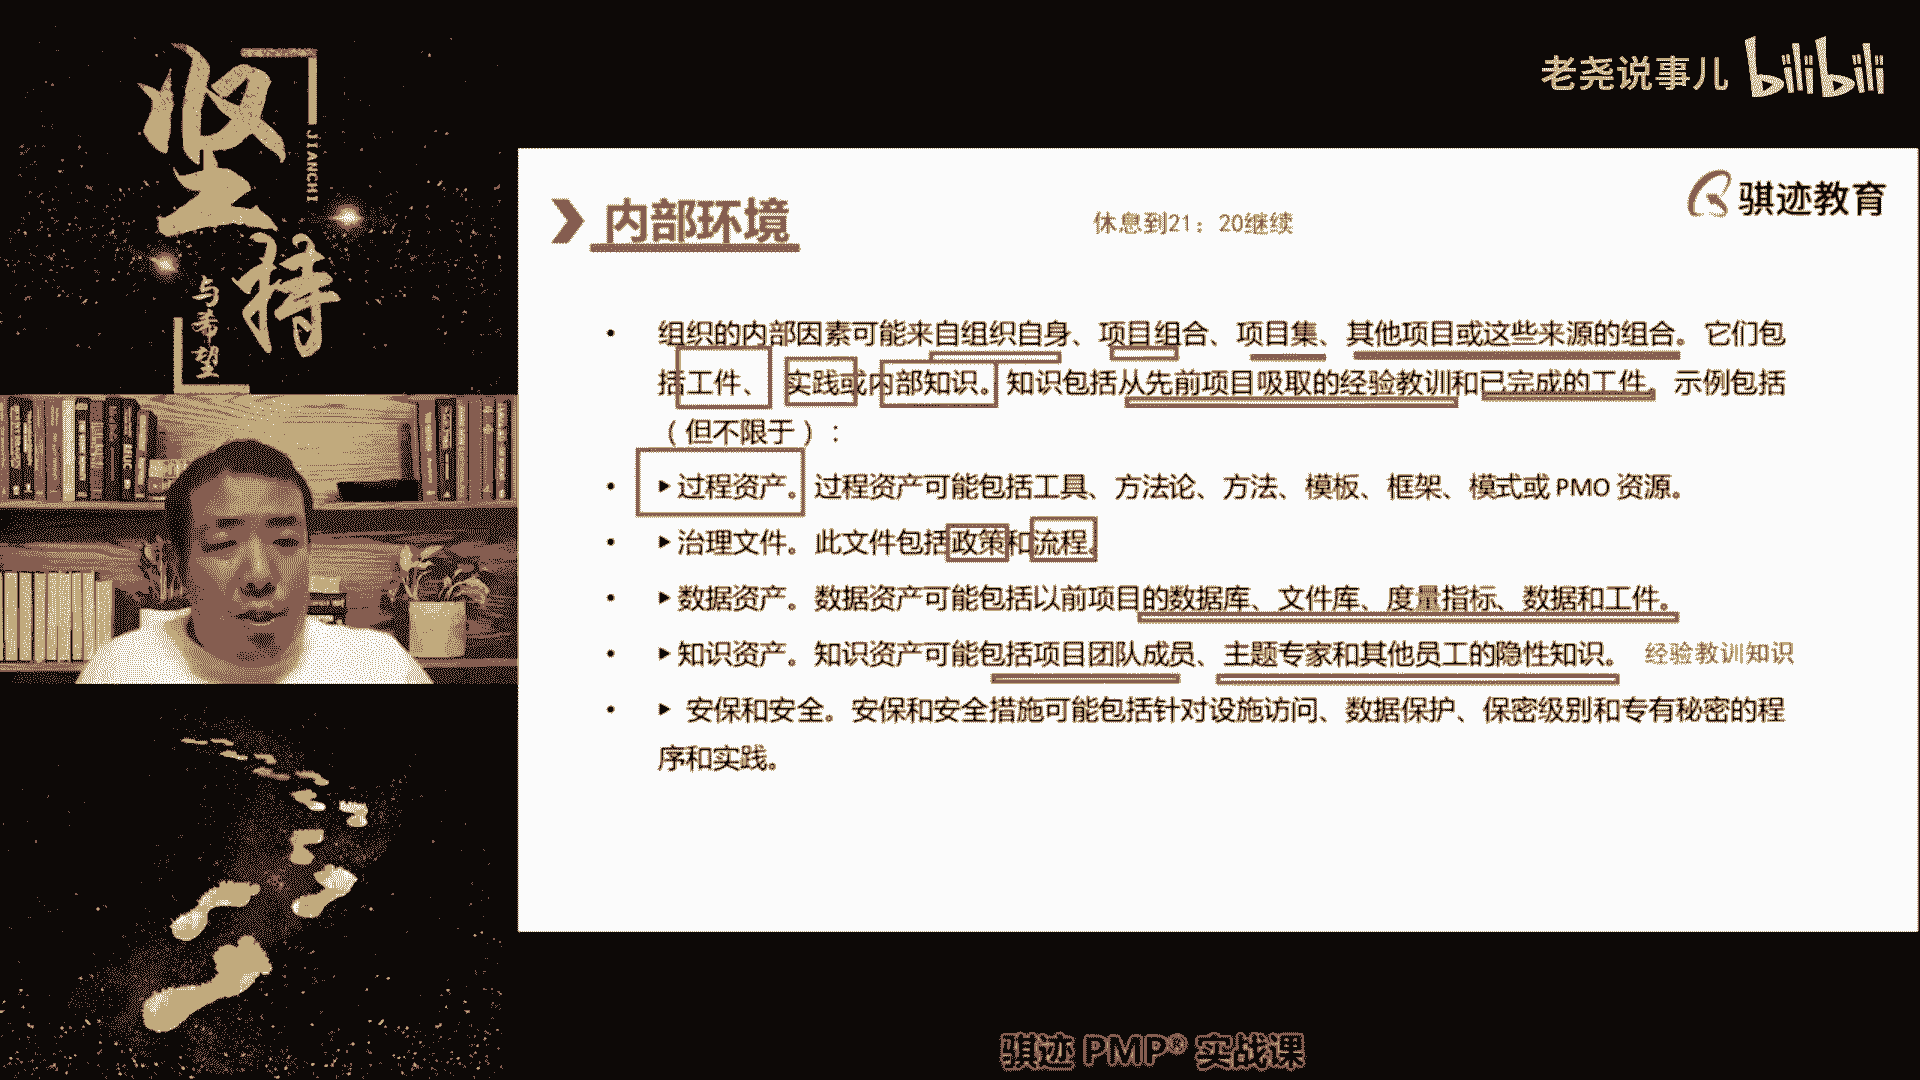 坚持
JIANCHI
与希望
老尧说事儿 bilibili
骐迹教育
内部环境
休息到21：20继续
• 组织的内部因素可能来自组织自身、项目组合、项目集、其他项目或这些来源的组合。它们包
括工件、实践或内部知识。知识包括从先前项目吸取的经验教训和已完成的工件。示例包括
（但不限于）：
• ▶过程资产。过程资产可能包括工具、方法论、方法、模板、框架、模式或 PMO 资源。
• ▶治理文件。此文件包括政策和流程。
• ▶数据资产。数据资产可能包括以前项目的数据库、文件库、度量指标、数据和工件。
• ▶知识资产。知识资产可能包括项目团队成员、主题专家和其他员工的隐性知识。 经验教训知识
• ▶ 安保和安全。安保和安全措施可能包括针对设施访问、数据保护、保密级别和专有秘密的程
序和实践。
骐迹 PMP® 实战课